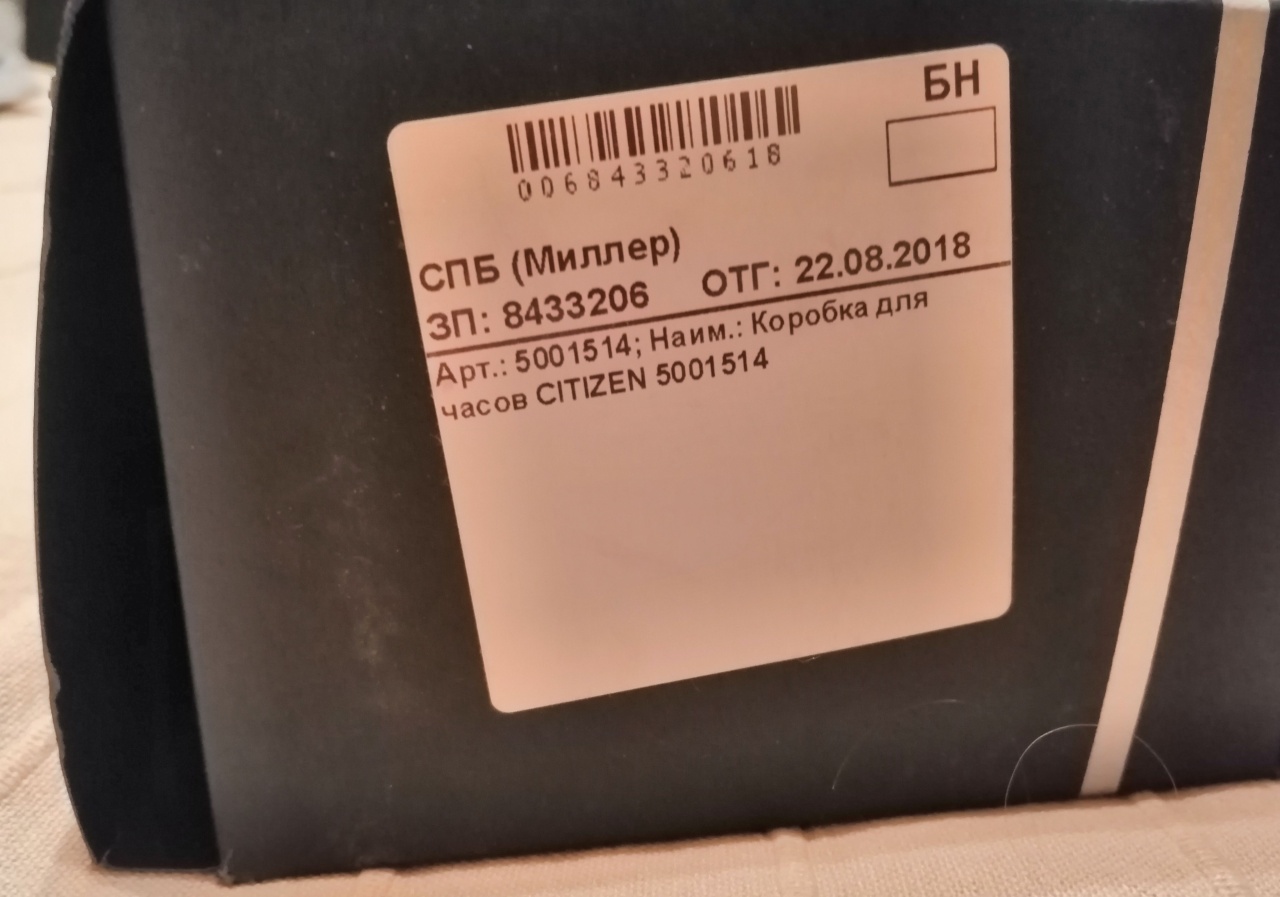 БН
006843320618
СПБ (Миллер)
ЗП: 8433206 ОТГ: 22.08.2018
Арт.: 5001514; Наим.: Коробка для
часов CITIZEN 5001514